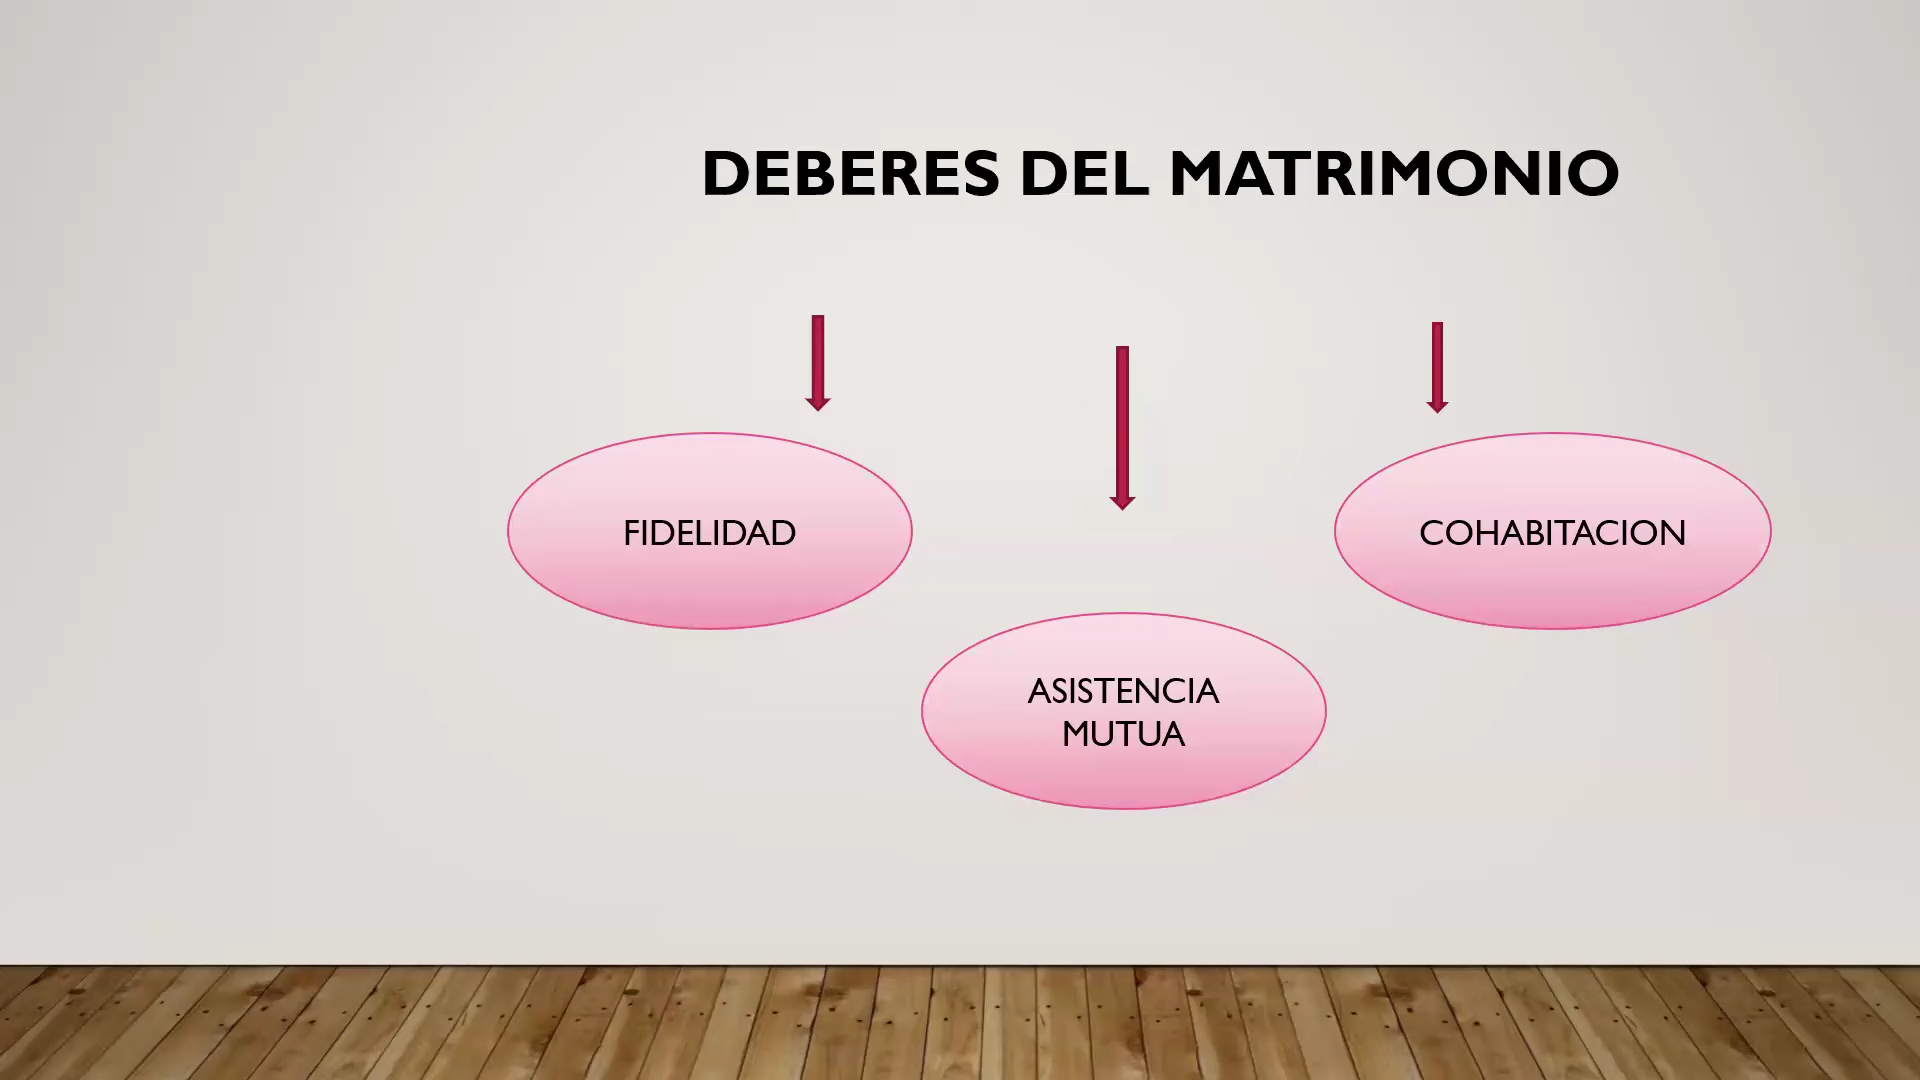 DEBERES DEL MATRIMONIO
FIDELIDAD
ASISTENCIA
MUTUA
COHABITACION